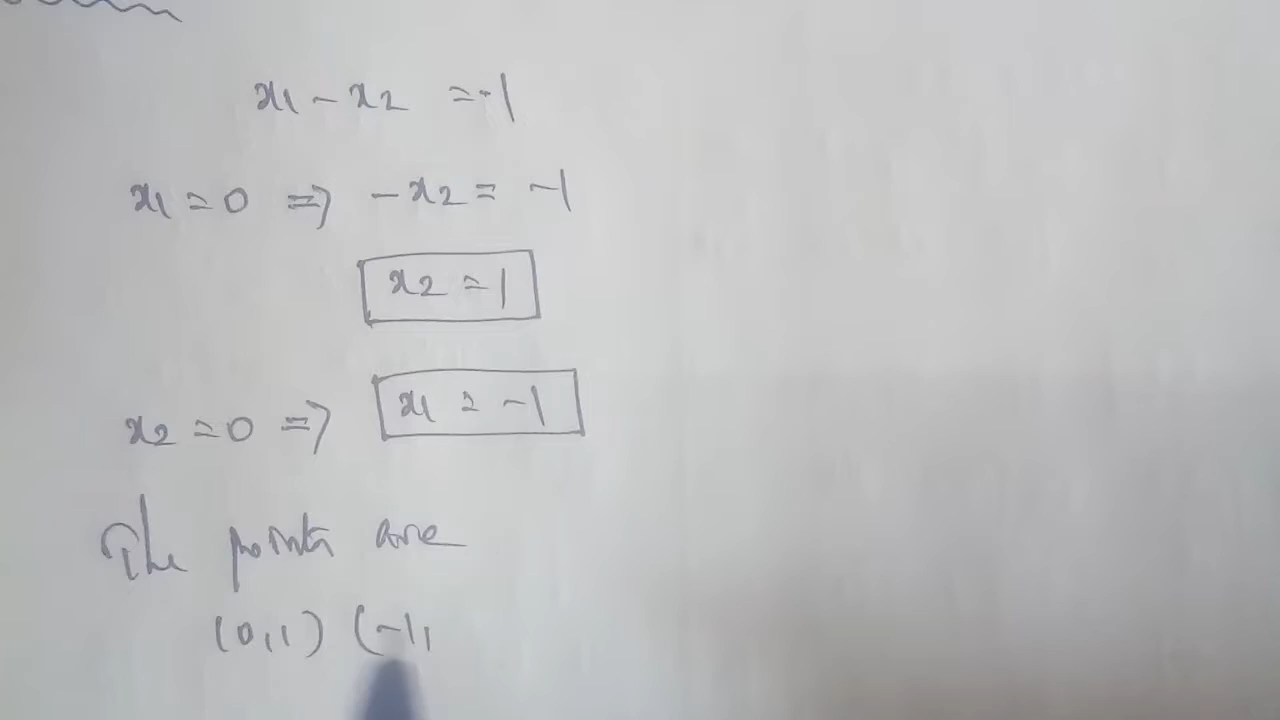 x1 - x2 = -1
x1 = 0 => -x2 = -1
x2 = 1
x2 = 0 => x1 = -1
The points are
(0,1) (-1,